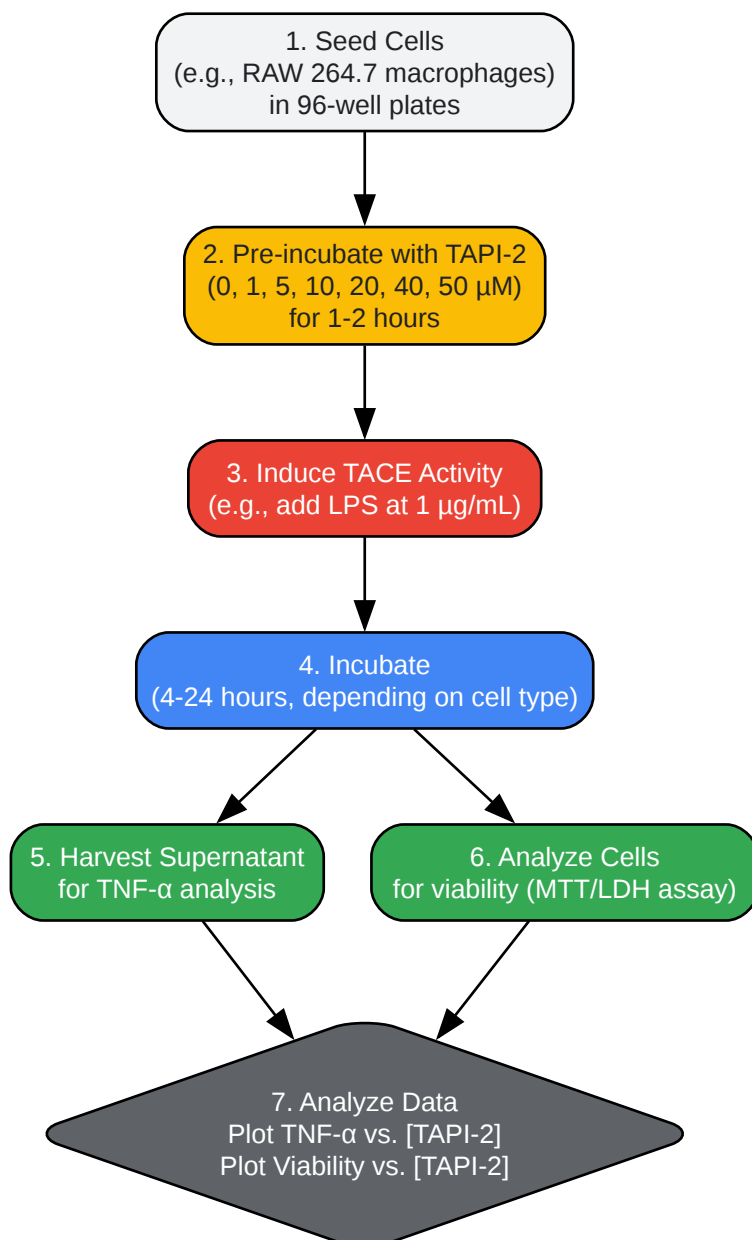 1. Seed Cells
(e.g., RAW 264.7 macrophages)
in 96-well plates
2. Pre-incubate with TAPI-2
(0, 1, 5, 10, 20, 40, 50 µM)
for 1-2 hours
3. Induce TACE Activity
(e.g., add LPS at 1 µg/mL)
4. Incubate
(4-24 hours, depending on cell type)
5. Harvest Supernatant
for TNF-α analysis
6. Analyze Cells
for viability (MTT/LDH assay)
7. Analyze Data
Plot TNF-α vs. [TAPI-2]
Plot Viability vs. [TAPI-2]